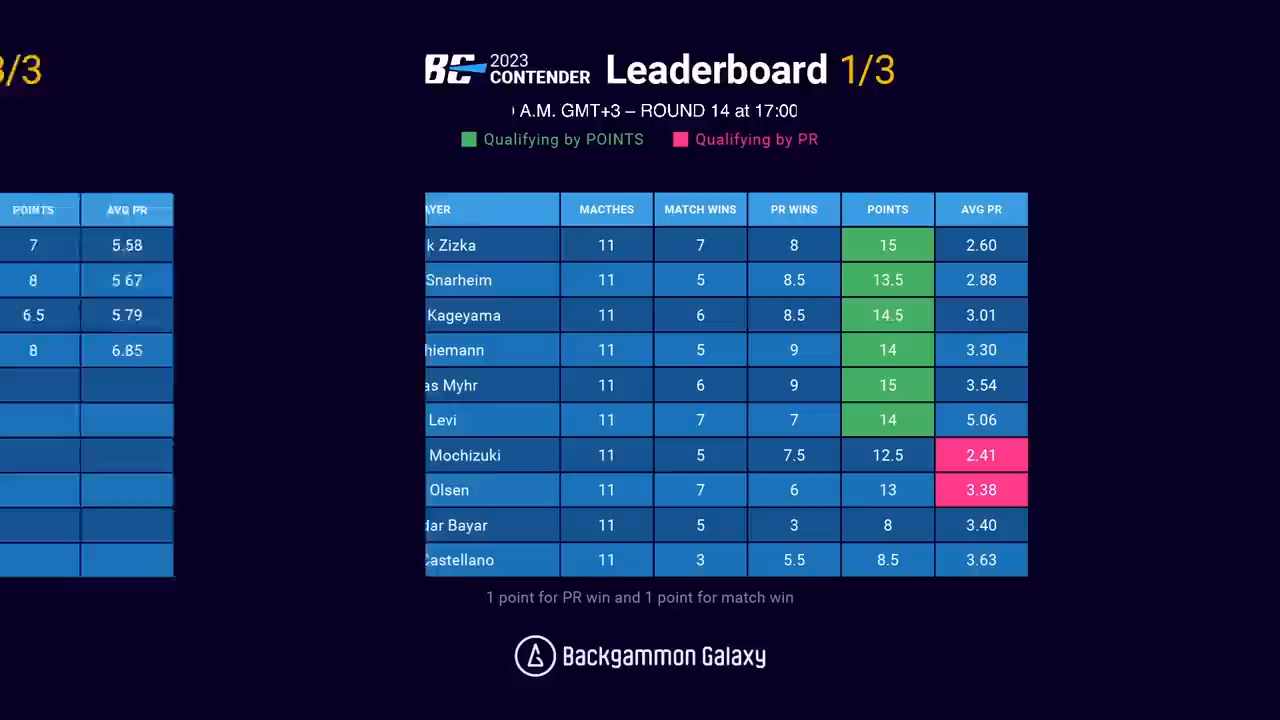 3/3
POINTS AVG PR
7 5.58
8 5.67
6.5 5.79
8 6.85
BC 2023 CONTENDER Leaderboard 1/3
A.M. GMT+3 – ROUND 14 at 17:00
Qualifying by POINTS Qualifying by PR
YER MACTHES MATCH WINS PR WINS POINTS AVG PR
k Zizka 11 7 8 15 2.60
Snarheim 11 5 8.5 13.5 2.88
Kageyama 11 6 8.5 14.5 3.01
hiemann 11 5 9 14 3.30
as Myhr 11 6 9 15 3.54
Levi 11 7 7 14 5.06
Mochizuki 11 5 7.5 12.5 2.41
Olsen 11 7 6 13 3.38
dar Bayar 11 5 3 8 3.40
Castellano 11 3 5.5 8.5 3.63
1 point for PR win and 1 point for match win
Backgammon Galaxy